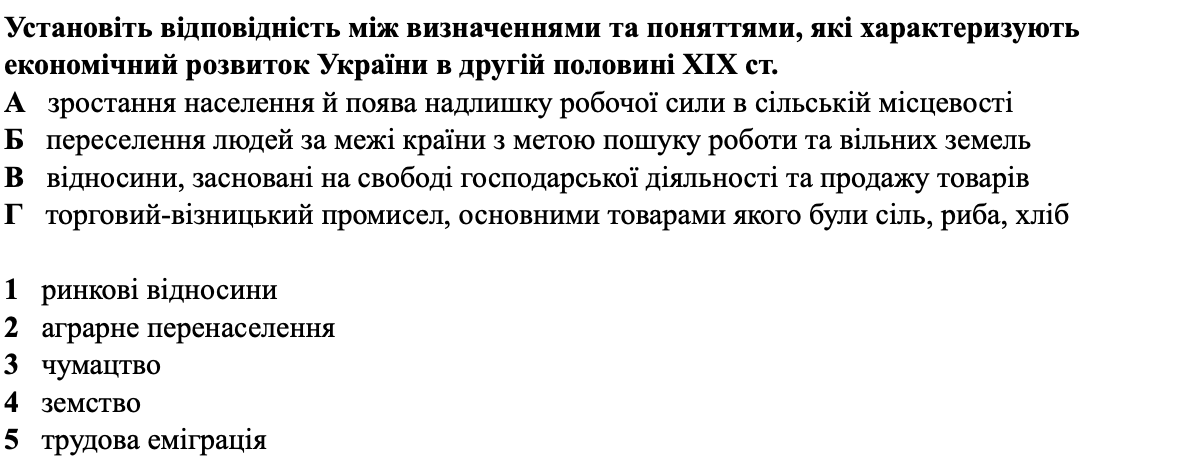 Установіть відповідність між визначеннями та поняттями, які характеризують
економічний розвиток України в другій половині ХІХ ст.
А зростання населення й поява надлишку робочої сили в сільській місцевості
Б переселення людей за межі країни з метою пошуку роботи та вільних земель
В відносини, засновані на свободі господарської діяльності та продажу товарів
Г торговий-візницький промисел, основними товарами якого були сіль, риба, хліб
1 ринкові відносини
2 аграрне перенаселення
3 чумацтво
4 земство
5 трудова еміграція